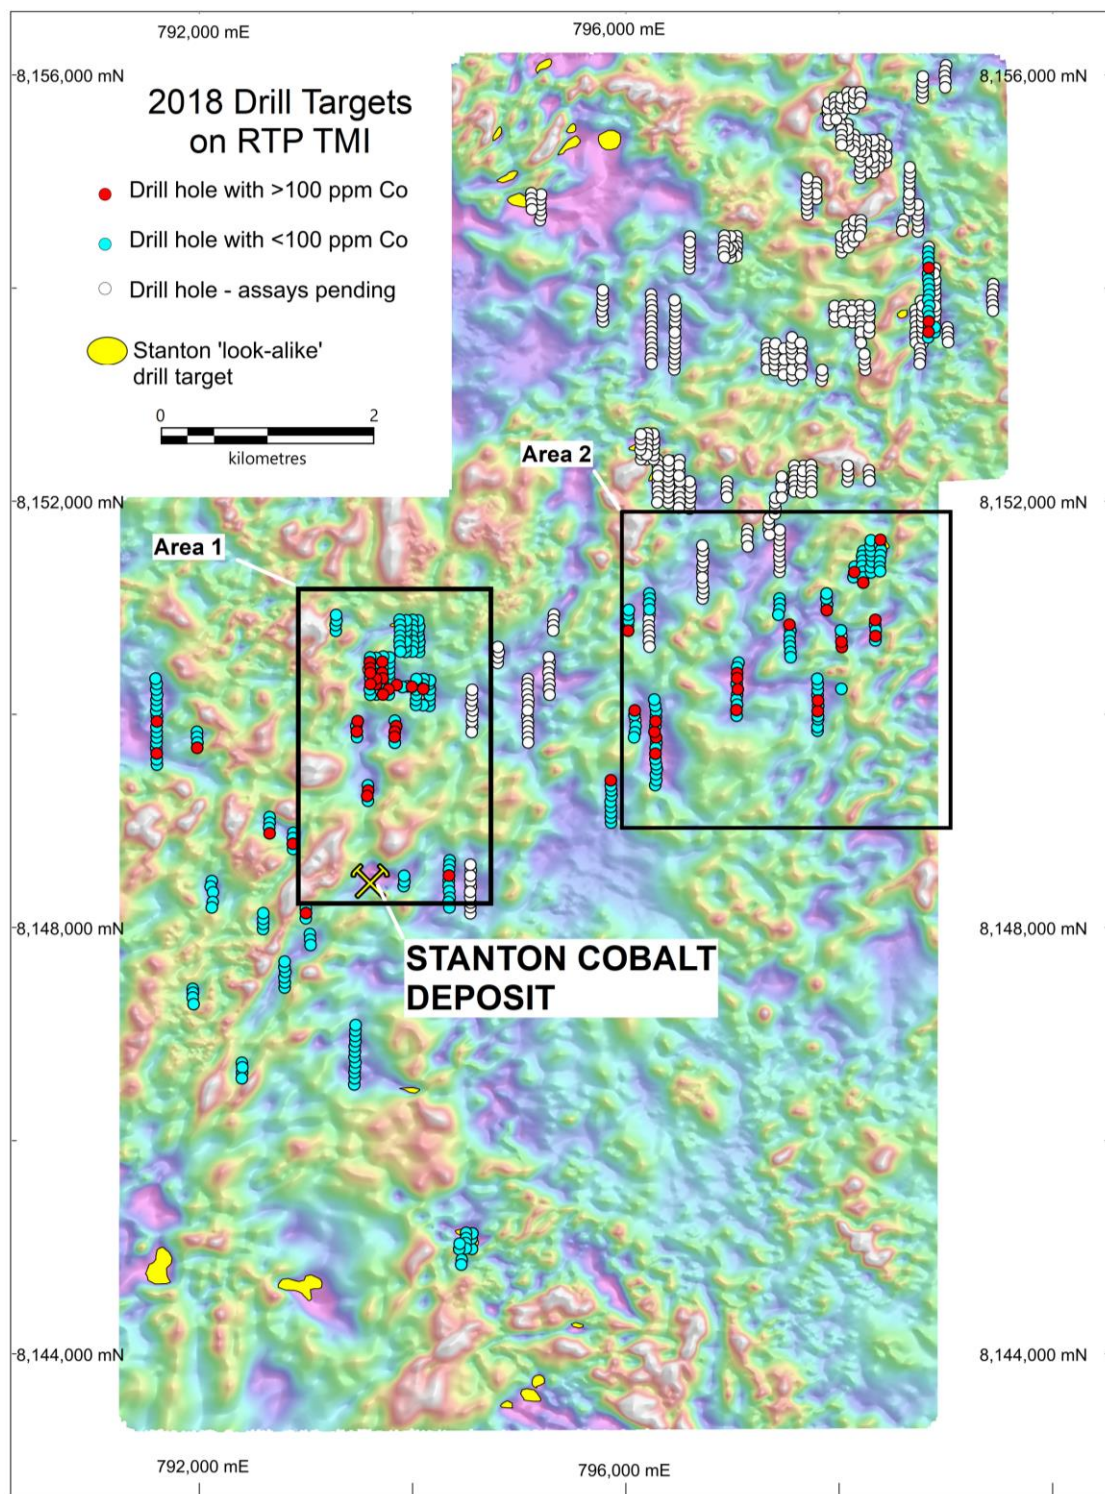 792,000 mE
796,000 mE
8,156,000 mN
8,156,000 mN
2018 Drill Targets
on RTP TMI
Drill hole with >100 ppm Co
Drill hole with <100 ppm Co
Drill hole - assays pending
Stanton 'look-alike'
drill target
0
2
kilometres
Area 2
8,152,000 mN
8,152,000 mN
Area 1
8,148,000 mN
8,148,000 mN
STANTON COBALT
DEPOSIT
8,144,000 mN
8,144,000 mN
792,000 mE
796,000 mE